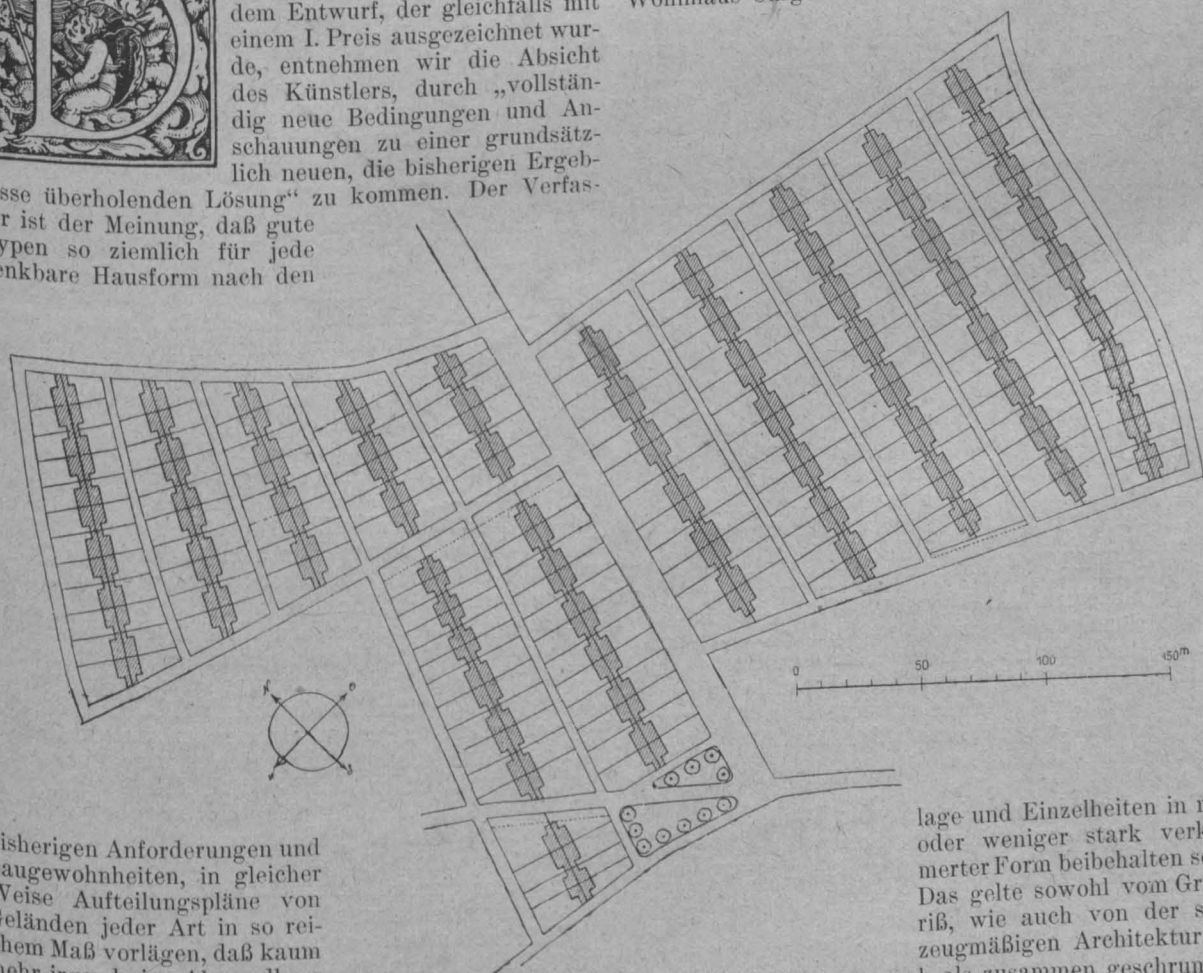 D
dem Entwurf, der gleichfalls mit
einem I. Preis ausgezeichnet wur-
de, entnehmen wir die Absicht
des Künstlers, durch „vollstän-
dig neue Bedingungen und An-
schauungen zu einer grundsätz-
lich neuen, die bisherigen Ergeb-
sse überholenden Lösung“ zu kommen. Der Verfas-
r ist der Meinung, daß gute
ypen so ziemlich für jede
enkbare Hausform nach den
0 50 100 150 m
isherigen Anforderungen und
augewohnheiten, in gleicher
Weise Aufteilungspläne von
eländen jeder Art in so rei-
hem Maß vorlägen, daß kaum
lage und Einzelheiten in
oder weniger stark verk
merter Form beibehalten s
Das gelte sowohl vom Gr
riß, wie auch von der s
zeugmäßigen Architektur
zusammen geschrun